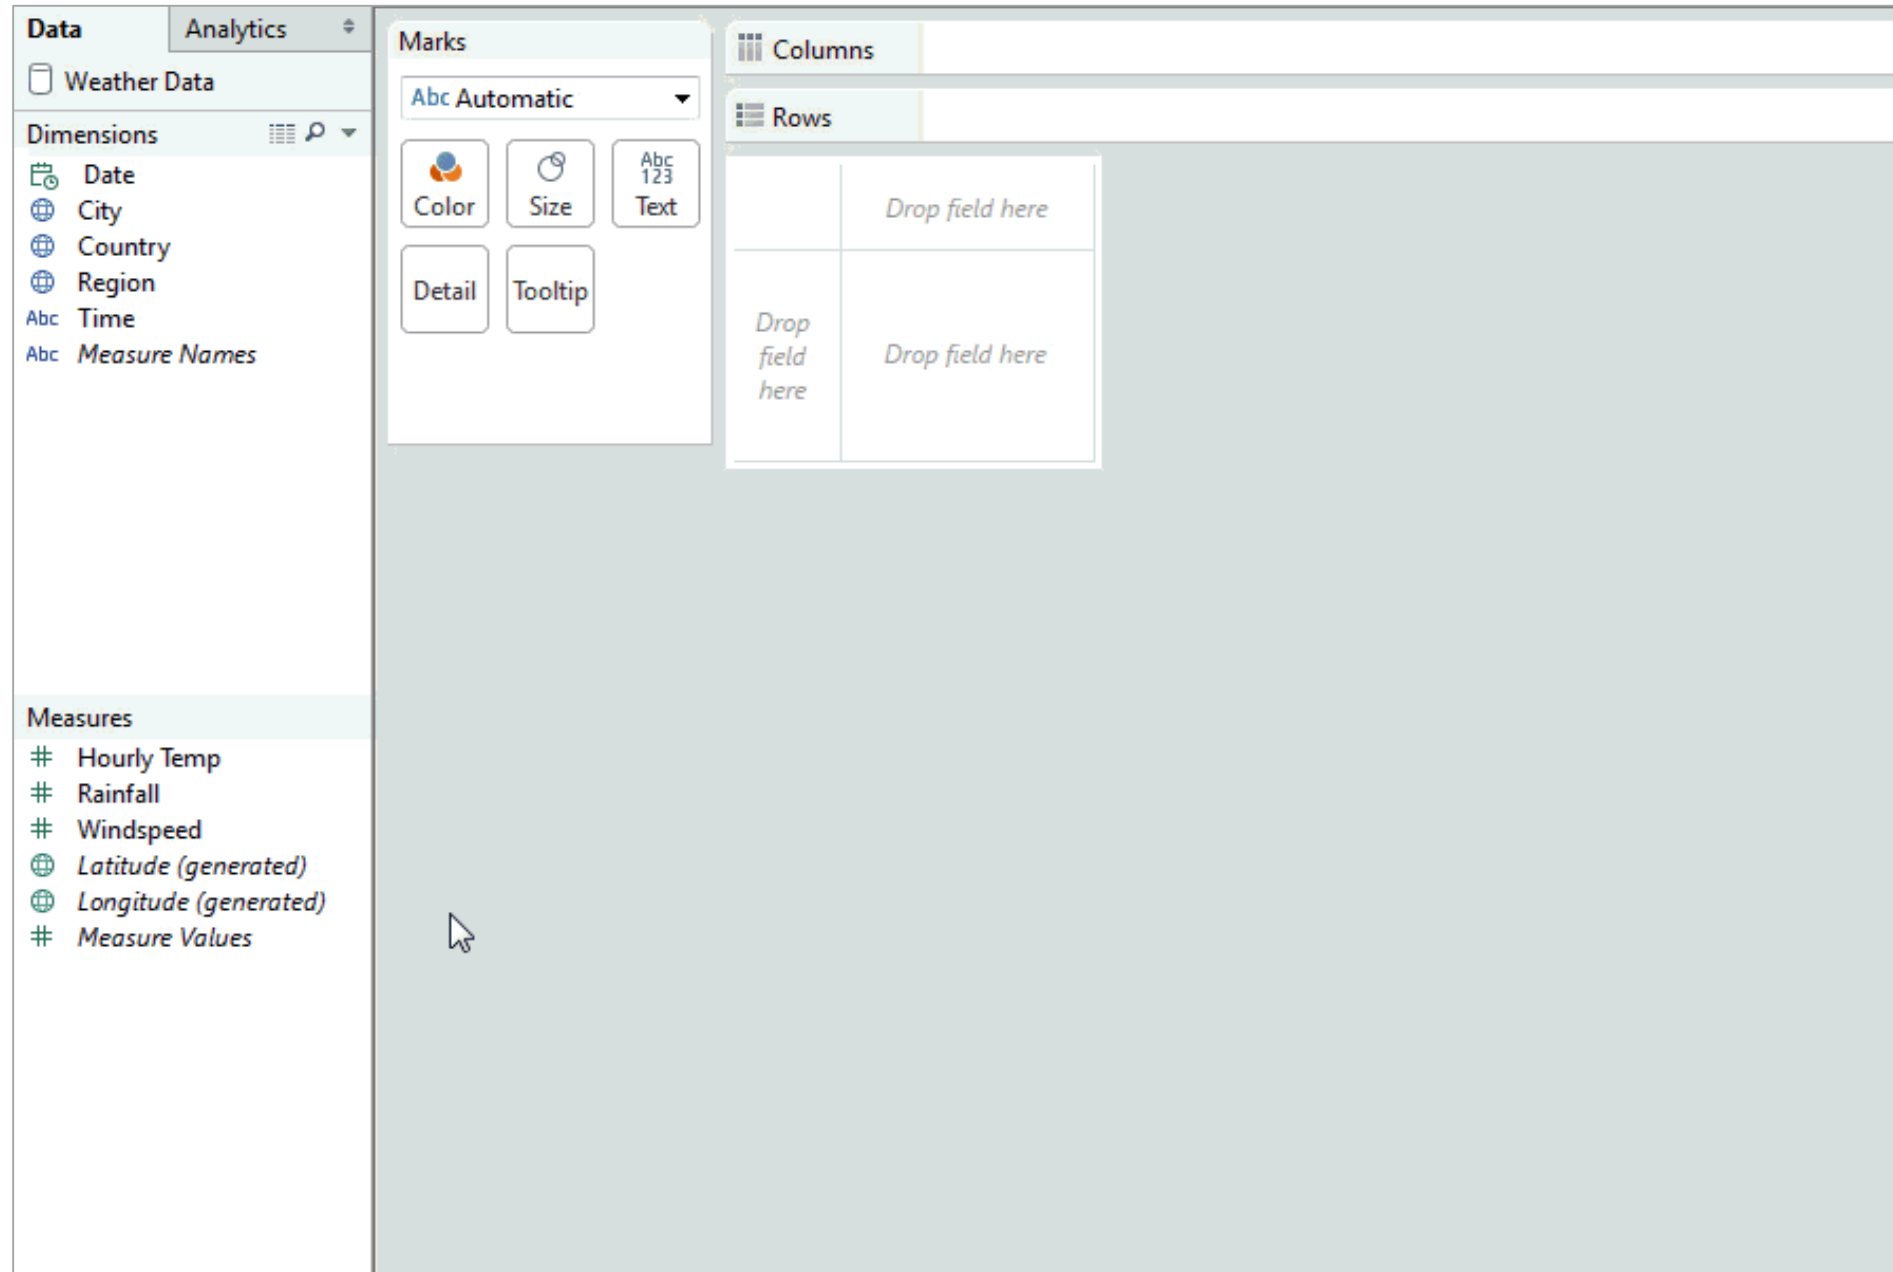 Data
Analytics
Weather Data
Dimensions
Date
City
Country
Region
Abc Time
Abc Measure Names
Measures
# Hourly Temp
# Rainfall
# Windspeed
Latitude (generated)
Longitude (generated)
# Measure Values
Marks
Abc Automatic
Color
Size
Abc
123
Text
Detail
Tooltip
Columns
Rows
Drop field here
Drop
field
here
Drop field here